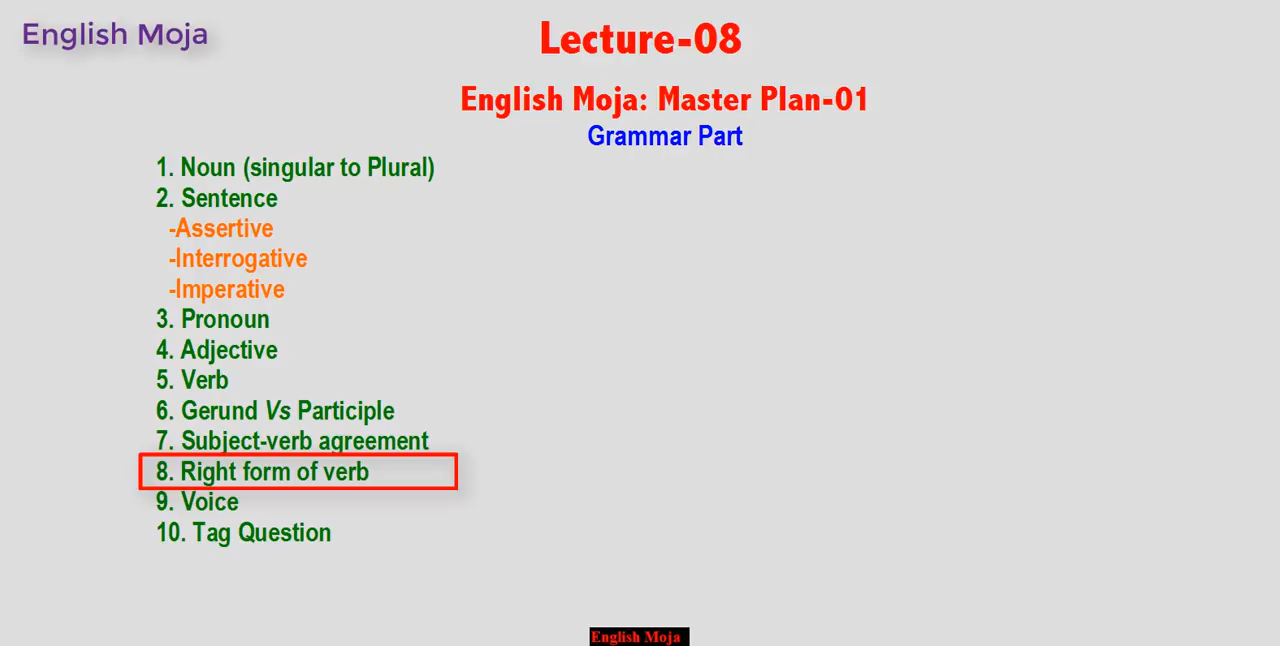 English Moja
Lecture-08
English Moja: Master Plan-01
Grammar Part
1. Noun (singular to Plural)
2. Sentence
-Assertive
-Interrogative
-Imperative
3. Pronoun
4. Adjective
5. Verb
6. Gerund Vs Participle
7. Subject-verb agreement
8. Right form of verb
9. Voice
10. Tag Question
English Moja